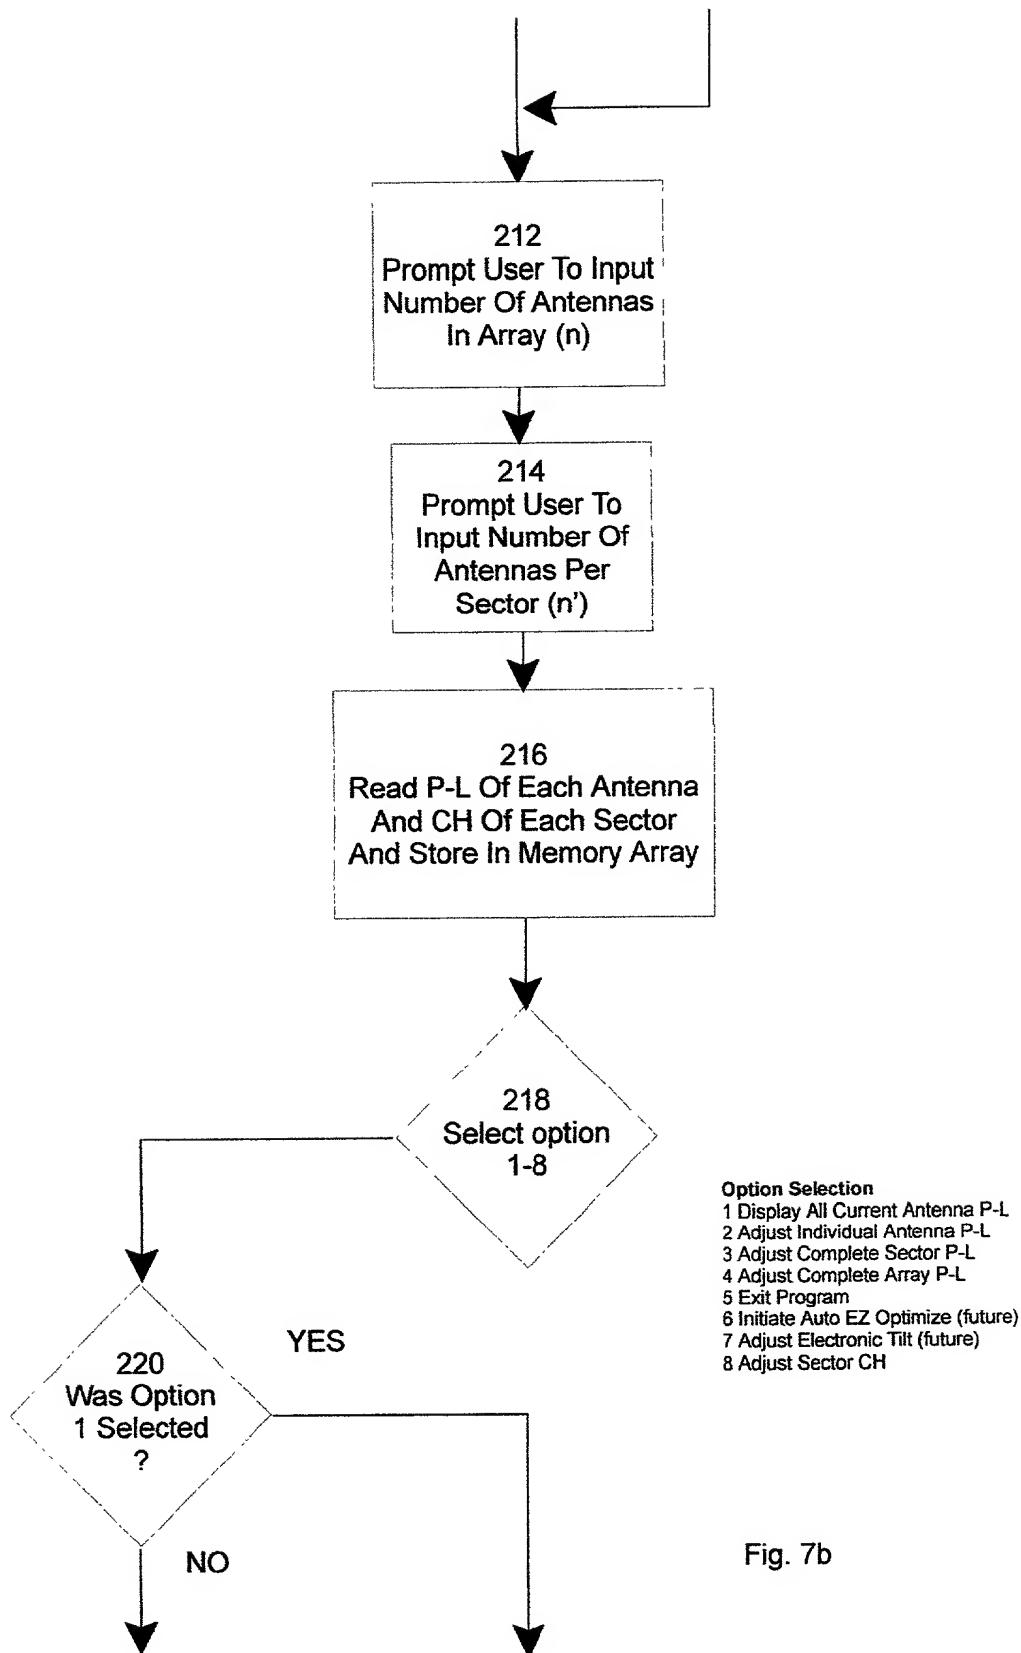 212
Prompt User To Input
Number Of Antennas
In Array (n)
214
Prompt User To
Input Number Of
Antennas Per
Sector (n')
216
Read P-L Of Each Antenna
And CH Of Each Sector
And Store In Memory Array
218
Select option
1-8
Option Selection
1 Display All Current Antenna P-L
2 Adjust Individual Antenna P-L
3 Adjust Complete Sector P-L
4 Adjust Complete Array P-L
5 Exit Program
6 Initiate Auto EZ Optimize (future)
7 Adjust Electronic Tilt (future)
8 Adjust Sector CH
YES
220
Was Option
1 Selected
?
NO
Fig. 7b